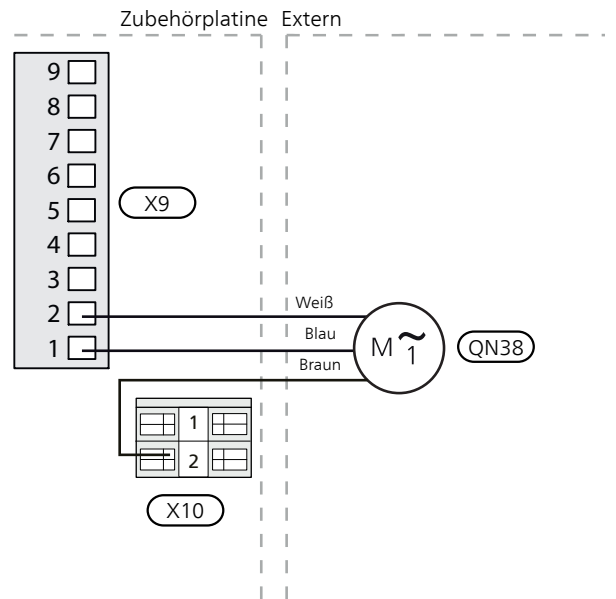 Zubehörplatine Extern
9
8
7
6
5
X9
4
3
2
Weiß
1
Blau
M ~ 1
QN38
Braun
1
2
X10